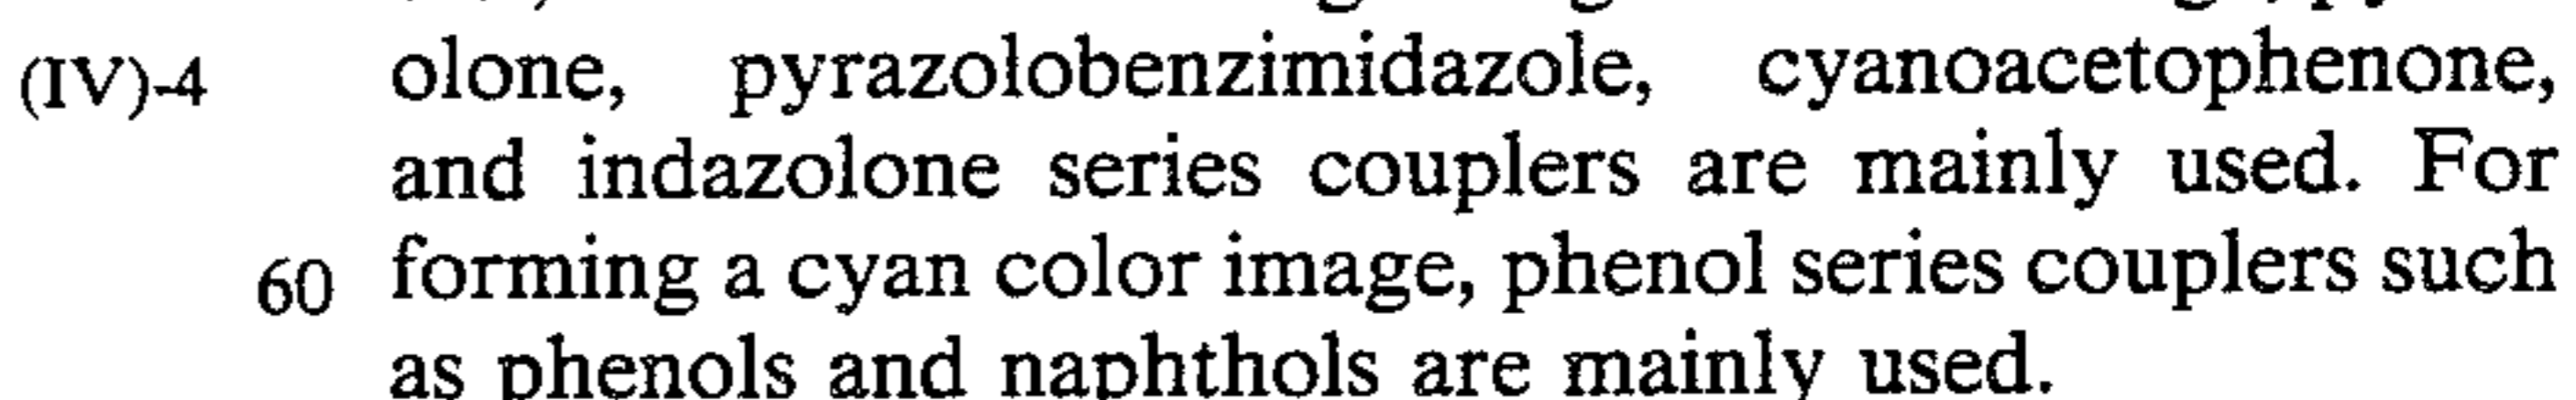 (IV)-4 olone, pyrazolobenzimidazole, cyanoacetophenone,
and indazolone series couplers are mainly used. For
60 forming a cyan color image, phenol series couplers such
as phenols and naphthols are mainly used.